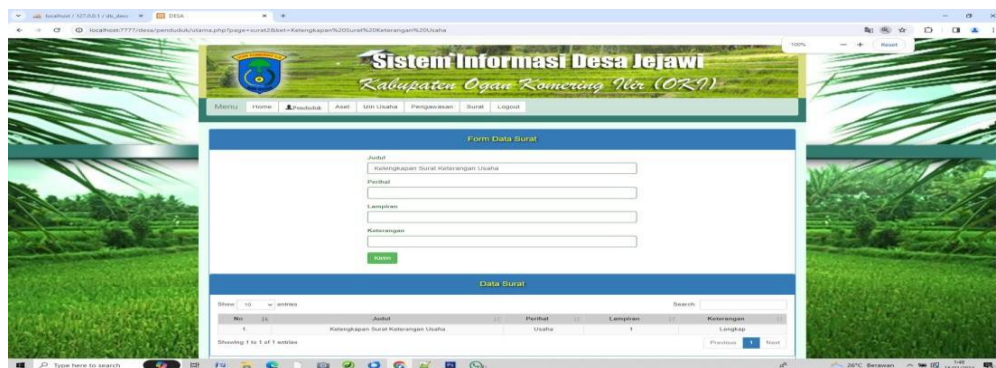 localhost / 127.0.0.1 / db_desa
DESA
localhost:7777/desa/penduduk/utama.php?page=surat2&ket=Kelengkapan%20Surat%20Keterangan%20Usaha
100%
Reset
Sistem Informasi Desa Jejawi
Kabupaten Ogan Komering Ilir (OKI)
Menu Home Penduduk Aset Izin Usaha Pengawasan Surat Logout
Form Data Surat
Judul
Kelengkapan Surat Keterangan Usaha
Perihal
Lampiran
Keterangan
Kirim
Data Surat
Show 10 entries
Search:
No Judul Perihal Lampiran Keterangan
1. Kelengkapan Surat Keterangan Usaha Usaha 1 Lengkap
Showing 1 to 1 of 1 entries
Previous 1 Next
Type here to search
26°C Berawan
1:48